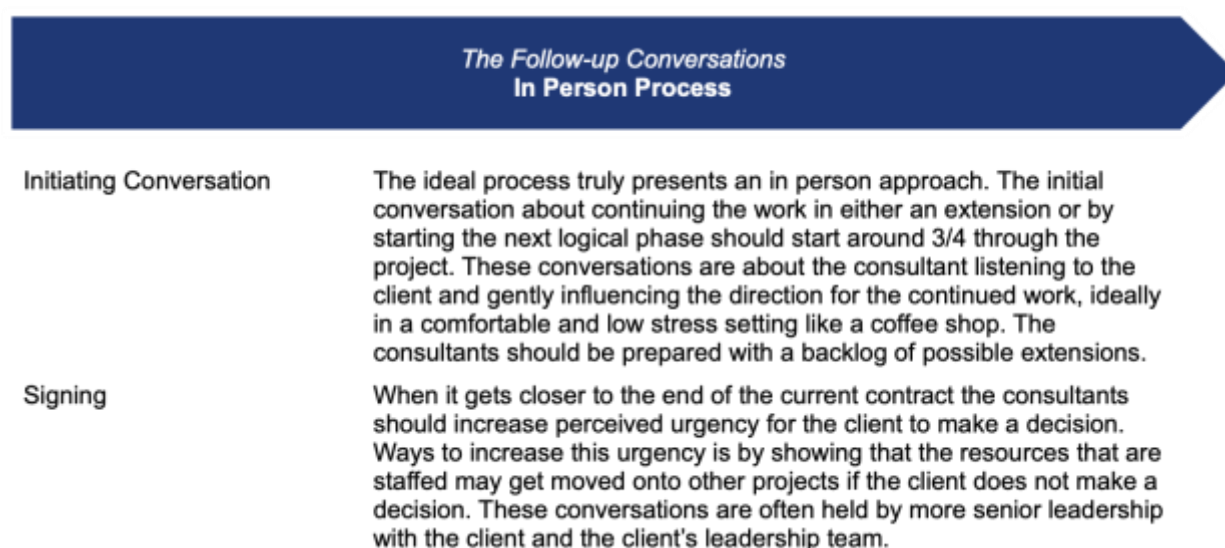 The Follow-up Conversations
In Person Process
Initiating Conversation
The ideal process truly presents an in person approach. The initial
conversation about continuing the work in either an extension or by
starting the next logical phase should start around 3/4 through the
project. These conversations are about the consultant listening to the
client and gently influencing the direction for the continued work, ideally
in a comfortable and low stress setting like a coffee shop. The
consultants should be prepared with a backlog of possible extensions.
Signing
When it gets closer to the end of the current contract the consultants
should increase perceived urgency for the client to make a decision.
Ways to increase this urgency is by showing that the resources that are
staffed may get moved onto other projects if the client does not make a
decision. These conversations are often held by more senior leadership
with the client and the client's leadership team.